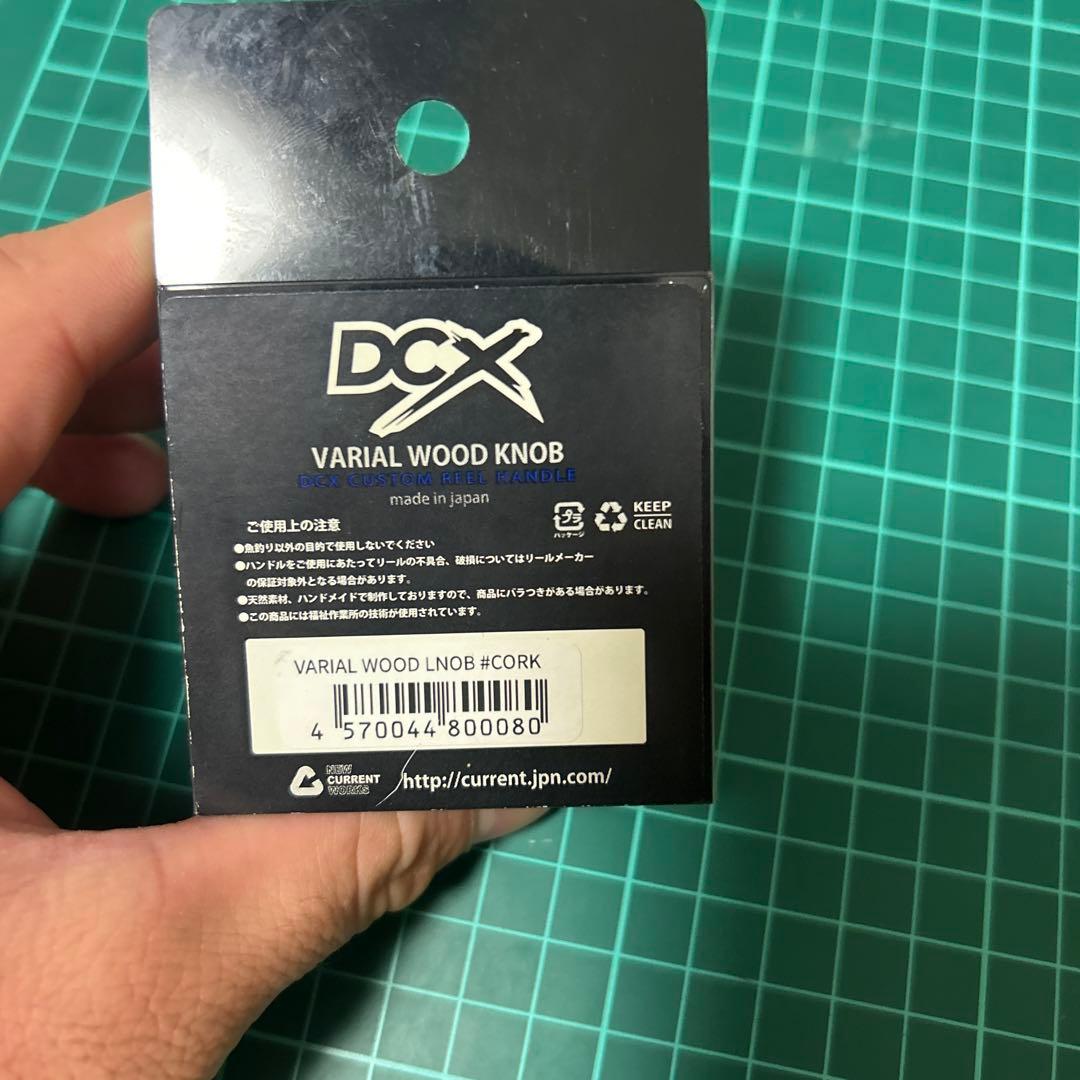 DCX
VARIAL WOOD KNOB
DCX CUSTOM REEL HANDLE
made in japan
ご使用上の注意
プラ
パッケージ
KEEP
CLEAN
●魚釣り以外の目的で使用しないでください
●ハンドルをご使用にあたってリールの不具合、破損についてはリールメーカー
の保証対象外となる場合があります。
●天然素材、ハンドメイドで制作しておりますので、商品にバラつきがある場合があります。
●この商品には福祉作業所の技術が使用されています。
VARIAL WOOD LNOB #CORK
4 570044 800080
NEW
CURRENT
WORKS
http://current.jpn.com/